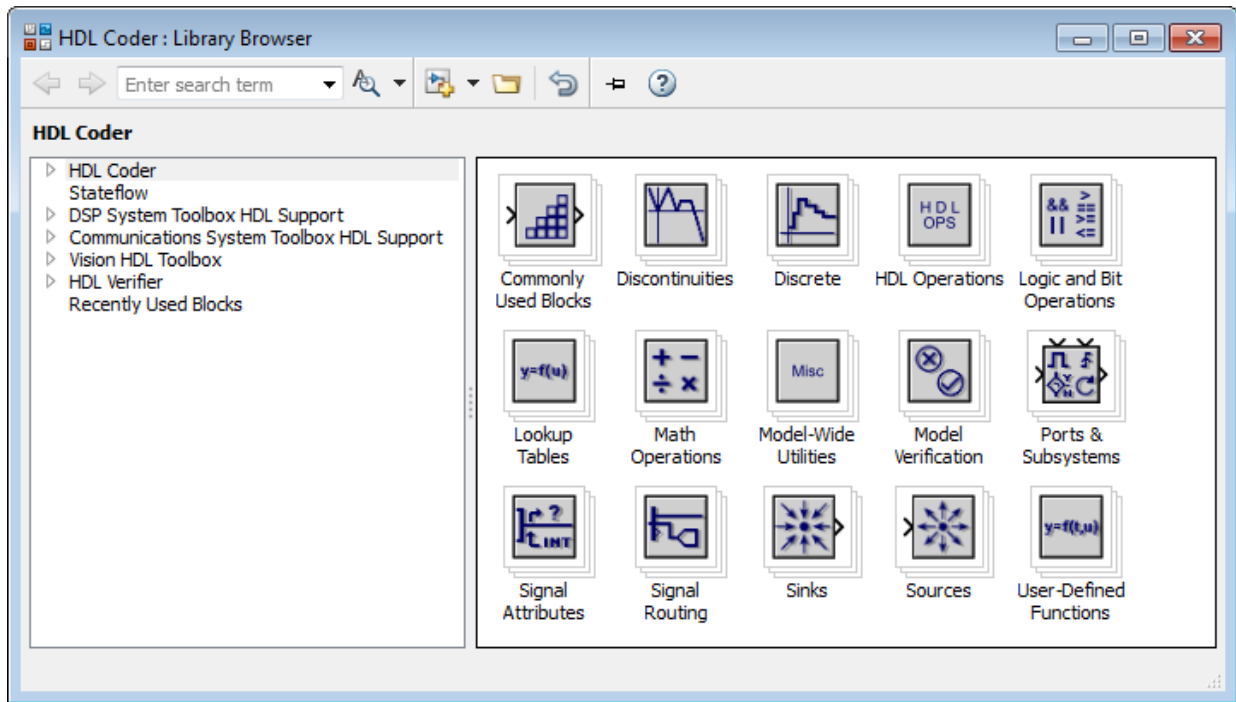 HDL Coder : Library Browser
Enter search term
HDL Coder
HDL Coder
Stateflow
DSP System Toolbox HDL Support
Communications System Toolbox HDL Support
Vision HDL Toolbox
HDL Verifier
Recently Used Blocks
HDL
OPS
&& > ==
|| >= <=
Commonly
Used Blocks
Discontinuities
Discrete
HDL Operations
Logic and Bit
Operations
y=f(u)
+ −
÷ ×
Misc
Y
N
Lookup
Tables
Math
Operations
Model-Wide
Utilities
Model
Verification
Ports &
Subsystems
?
INT
y=f(t,u)
Signal
Attributes
Signal
Routing
Sinks
Sources
User-Defined
Functions